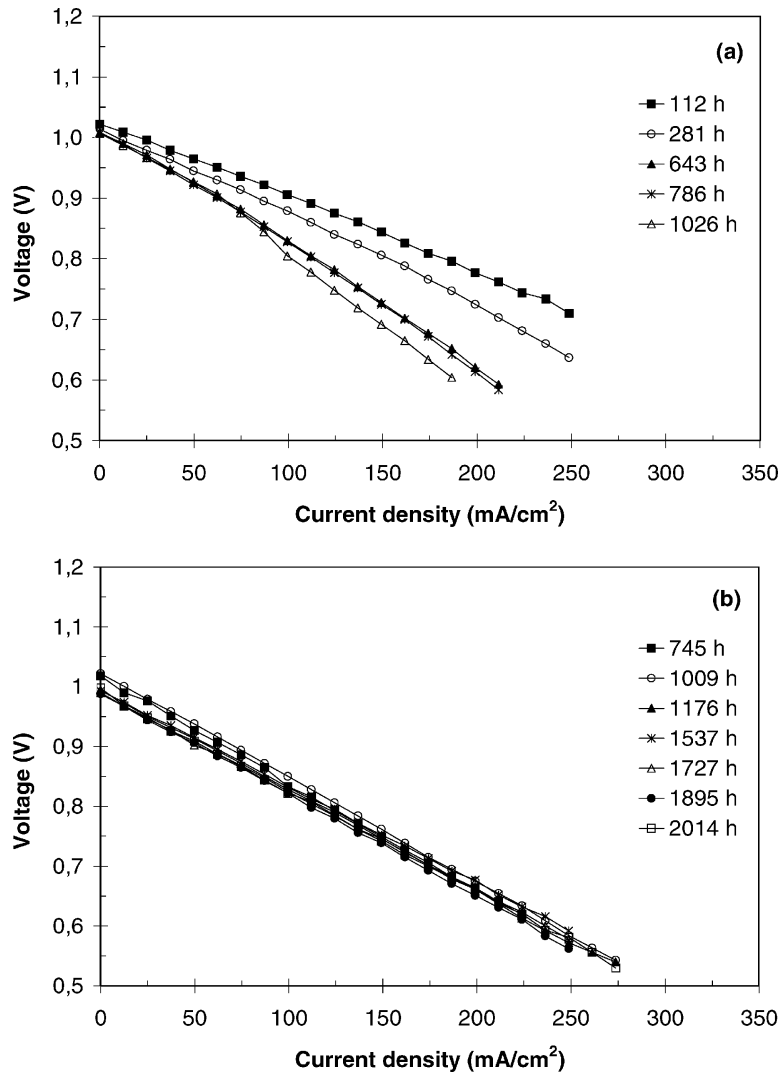 1,2
(a)
1,1
112 h
281 h
1,0
643 h
786 h
0,9
1026 h
Voltage (V)
0,8
0,7
0,6
0,5
0 50 100 150 200 250 300 350
Current density (mA/cm²)
1,2
(b)
1,1
745 h
1009 h
1
1176 h
1537 h
0,9
1727 h
1895 h
Voltage (V)
0,8
2014 h
0,7
0,6
0,5
0 50 100 150 200 250 300 350
Current density (mA/cm²)